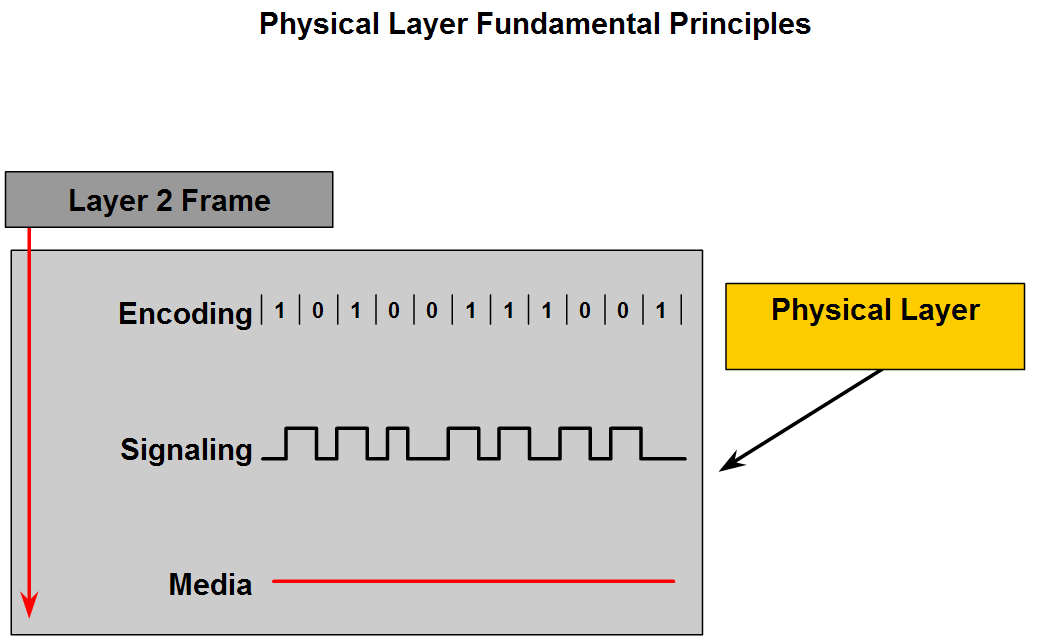 Physical Layer Fundamental Principles
Layer 2 Frame
Encoding 1 0 1 0 0 1 1 1 0 0 1
Physical Layer
Signaling
Media